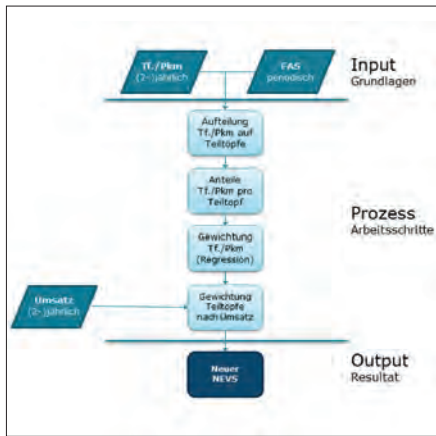 Tf./Pkm
(2-)jährlich
FAS
periodisch
Input
Grundlagen
Aufteilung
Tf./Pkm auf
Teiltöpfe
Anteile
Tf./Pkm pro
Teiltopf
Gewichtung
Tf./Pkm
(Regression)
Prozess
Arbeitsschritte
Umsatz
(2-)jährlich
Gewichtung
Teiltöpfe
nach Umsatz
Neuer
NEVS
Output
Resultat